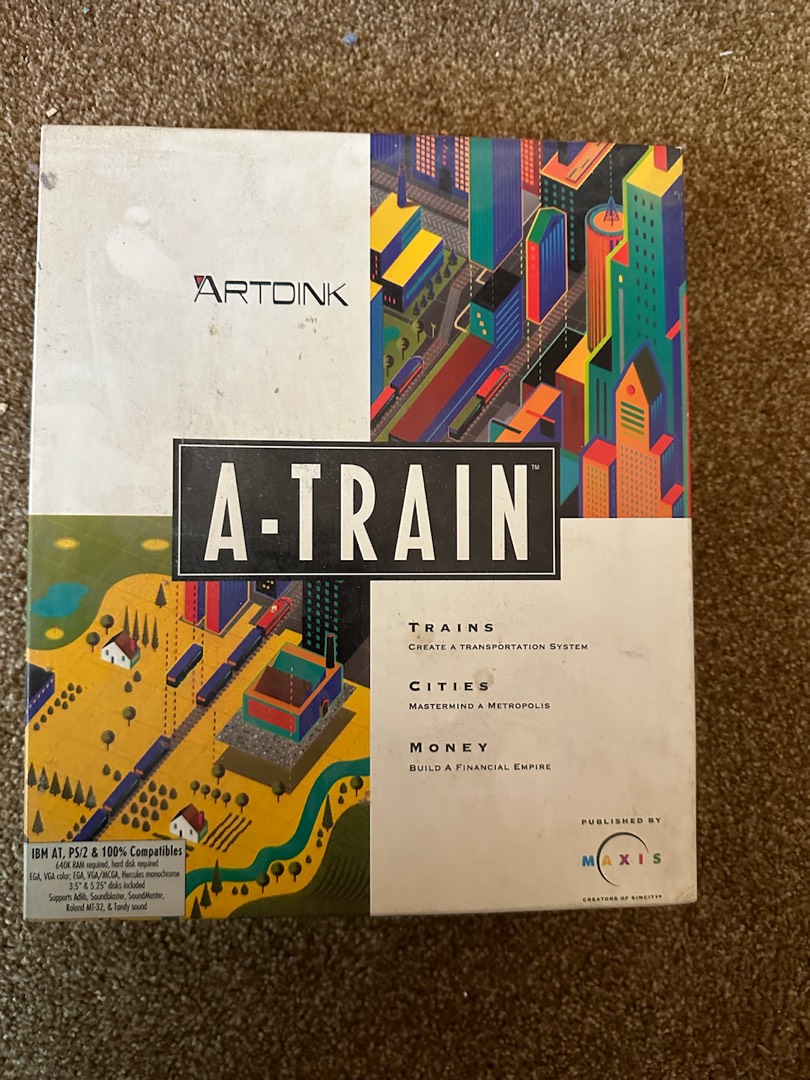 ARTDINK
A-TRAIN™
TRAINS
CREATE A TRANSPORTATION SYSTEM
CITIES
MASTERMIND A METROPOLIS
MONEY
BUILD A FINANCIAL EMPIRE
PUBLISHED BY
MAXIS
CREATORS OF SIMCITY®
IBM AT, PS/2 & 100% Compatibles
640K RAM required, hard disk required
EGA, VGA color; EGA, VGA/MCGA, Hercules monochrome
3.5" & 5.25" disks included
Supports Adlib, Soundblaster, SoundMaster,
Roland MT-32, & Tandy sound